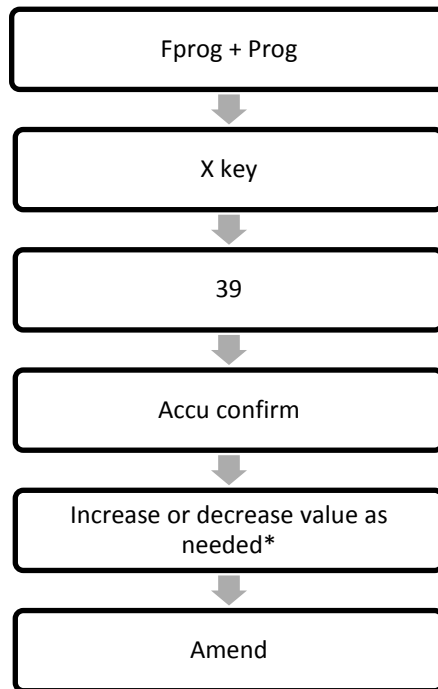 Fprog + Prog
X key
39
Accu confirm
Increase or decrease value as
needed*
Amend